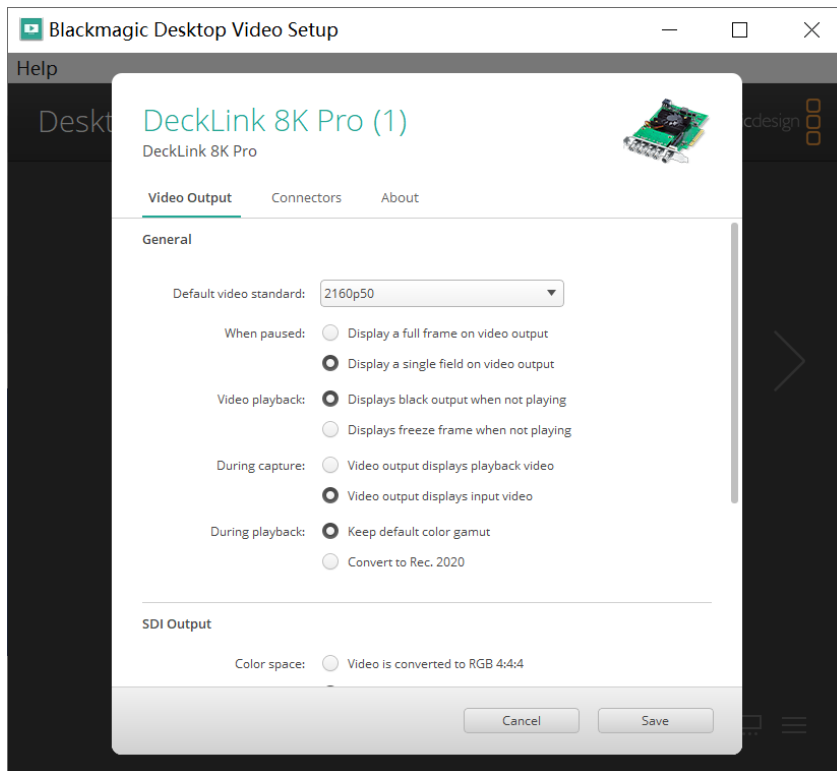 Blackmagic Desktop Video Setup
Help
Deskt
cdesign
DeckLink 8K Pro (1)
DeckLink 8K Pro
Video Output Connectors About
General
Default video standard: 2160p50
When paused: Display a full frame on video output
Display a single field on video output
Video playback: Displays black output when not playing
Displays freeze frame when not playing
During capture: Video output displays playback video
Video output displays input video
During playback: Keep default color gamut
Convert to Rec. 2020
SDI Output
Color space: Video is converted to RGB 4:4:4
Cancel Save